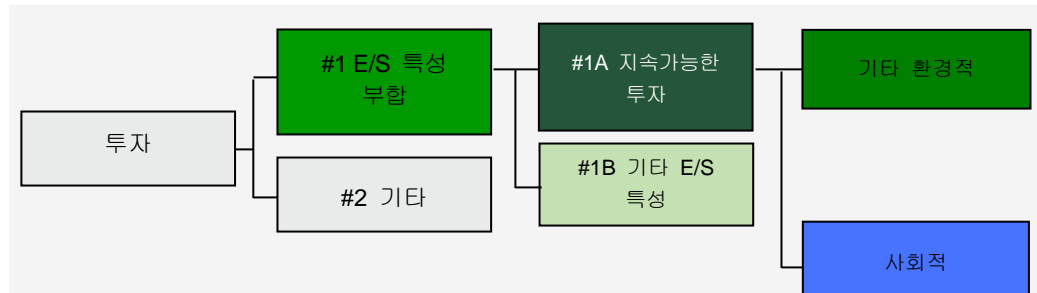 투자
#1 E/S 특성
부합
#2 기타
#1A 지속가능한
투자
#1B 기타 E/S
특성
기타 환경적
사회적